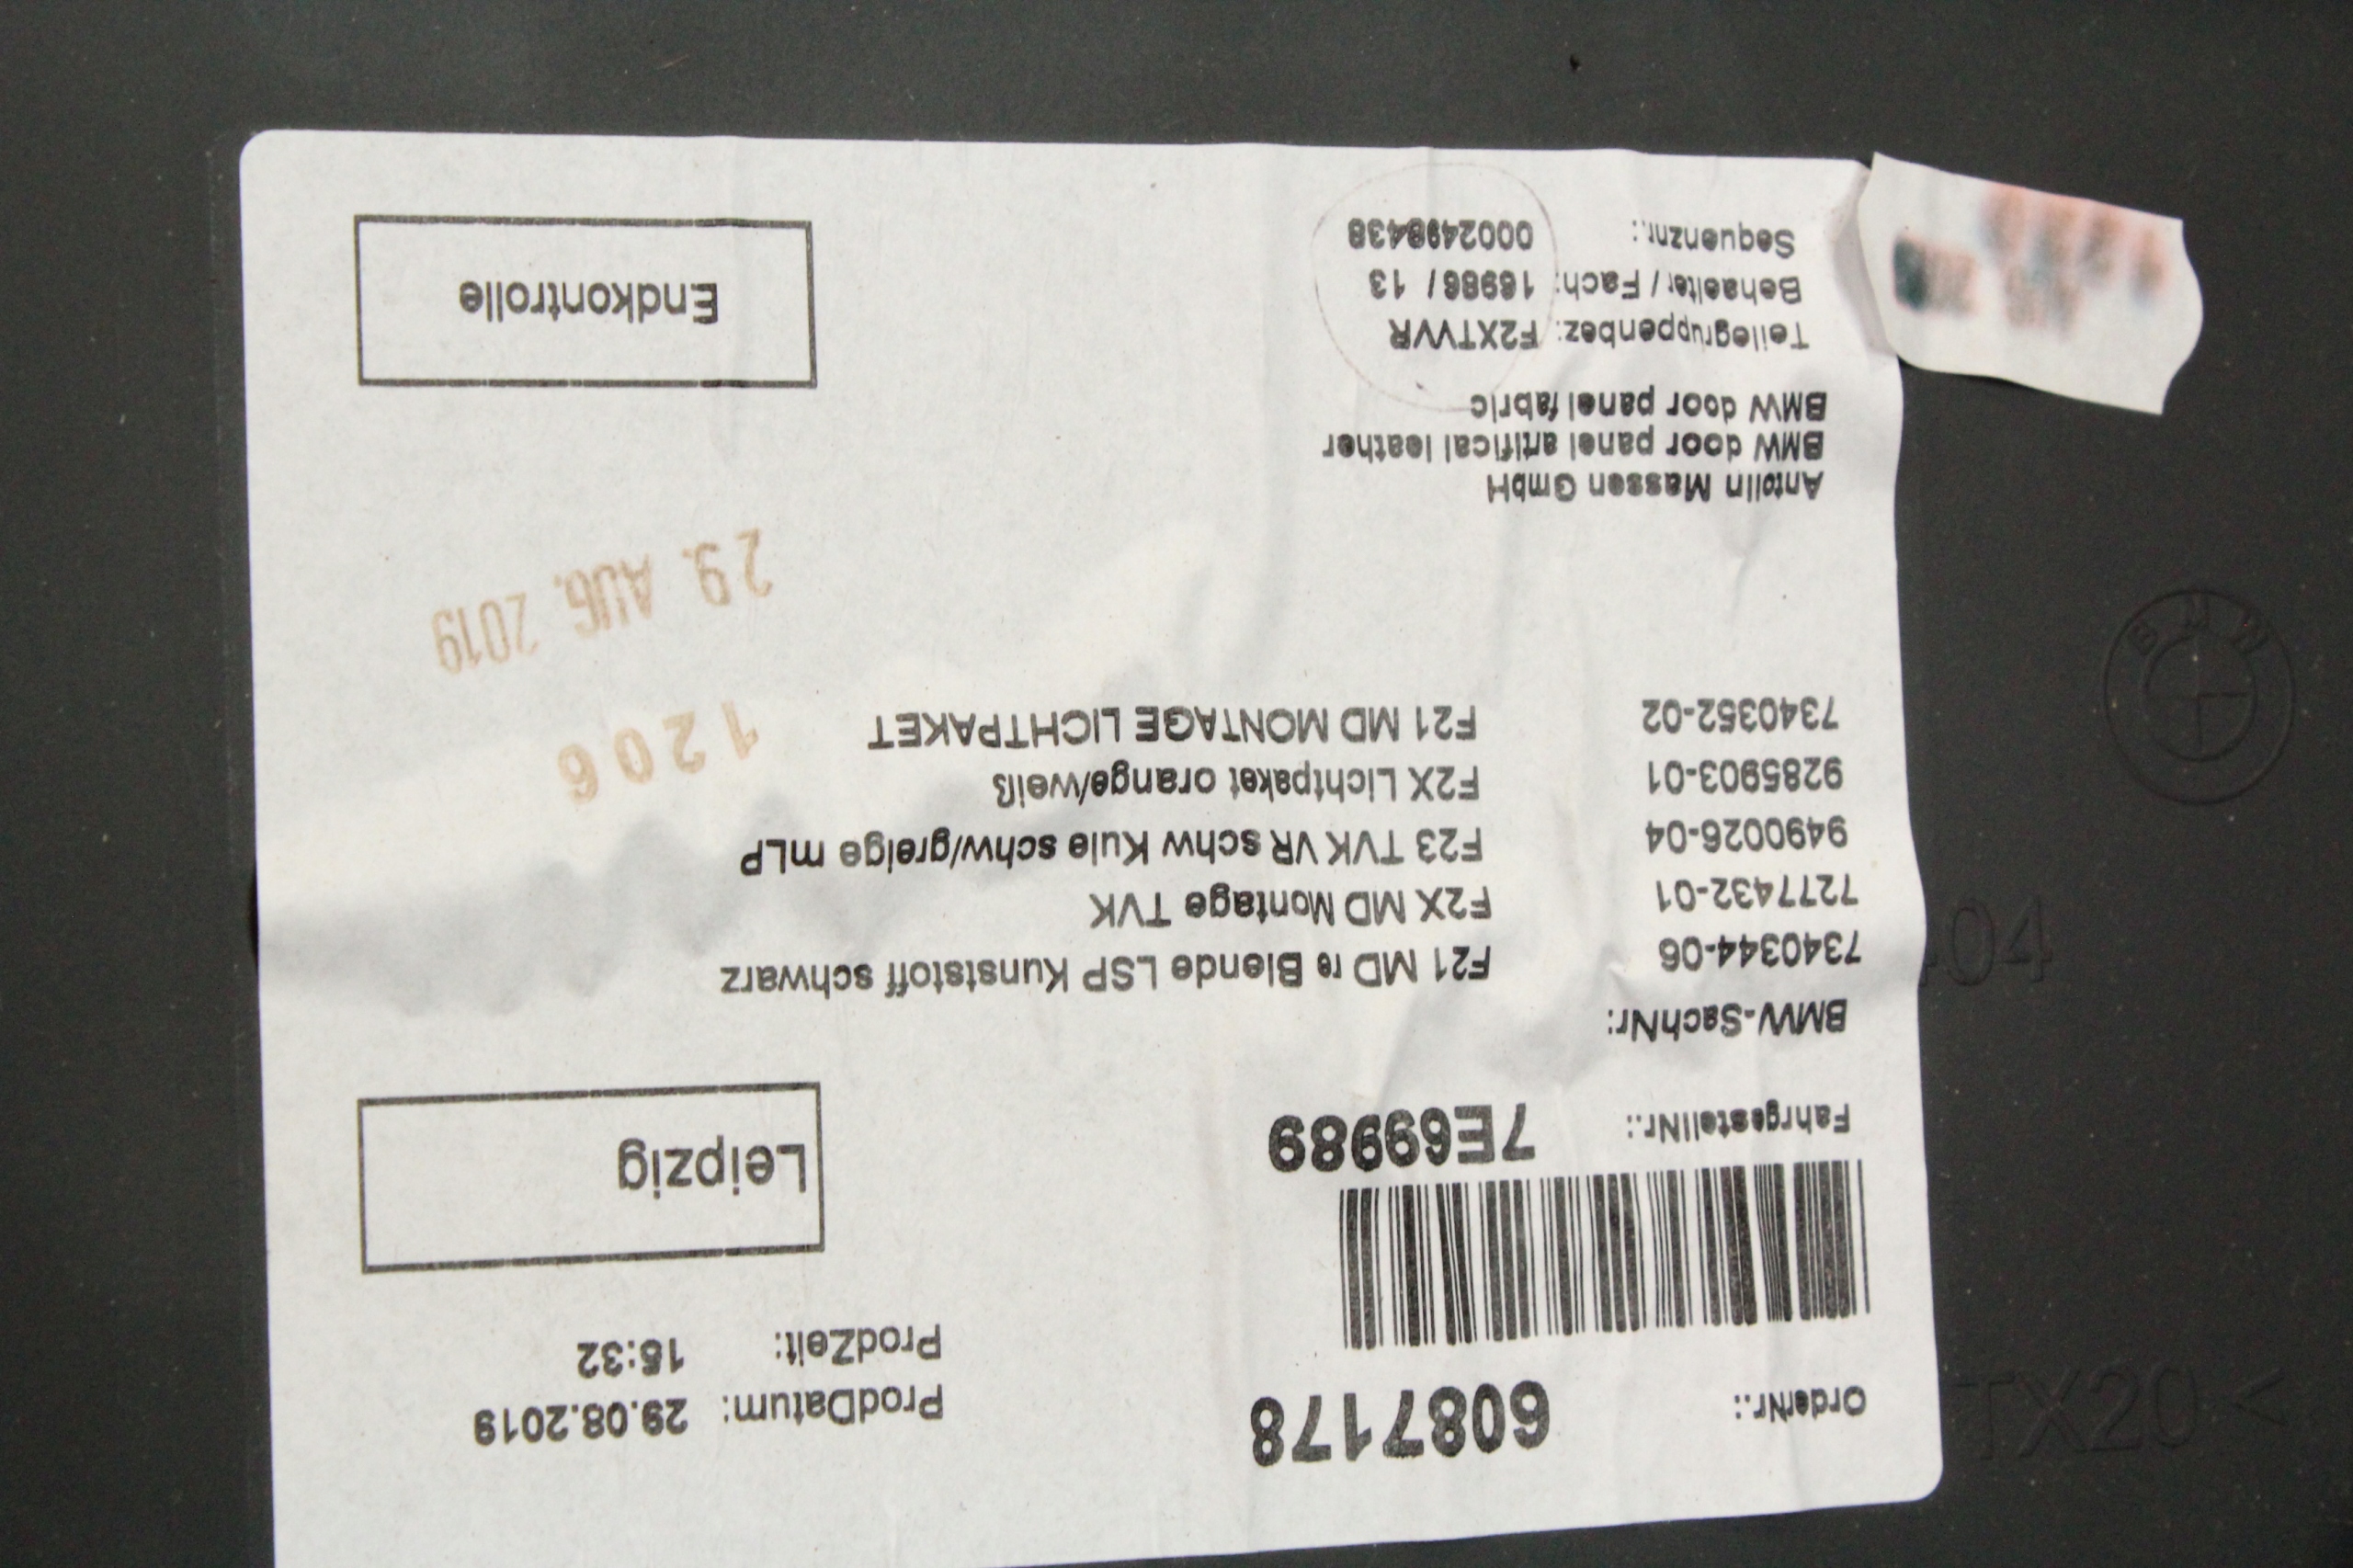 OrderNr.: 6087178
ProdDatum: 29.08.2019
ProdZeit: 15:32
FahrgestellNr.: 7E69989
Leipzig
BMW-SachNr:
7340344-06 F21 MD re Blende LSP Kunststoff schwarz
7277432-01 F2X MD Montage TVK
9490026-04 F23 TVK VR schw Kule schw/greige mLP
9285903-01 F2X Lichtpaket orange/weiß
7340352-02 F21 MD MONTAGE LICHTPAKET
1206
29. AUG. 2019
Antolin Massen GmbH
BMW door panel artifical leather
BMW door panel fabric
Teilegruppenbez: F2XTVVR
Behaelter / Fach: 16986 / 13
Sequenznr.: 0002498438
Endkontrolle
BMW
04
TX20 <